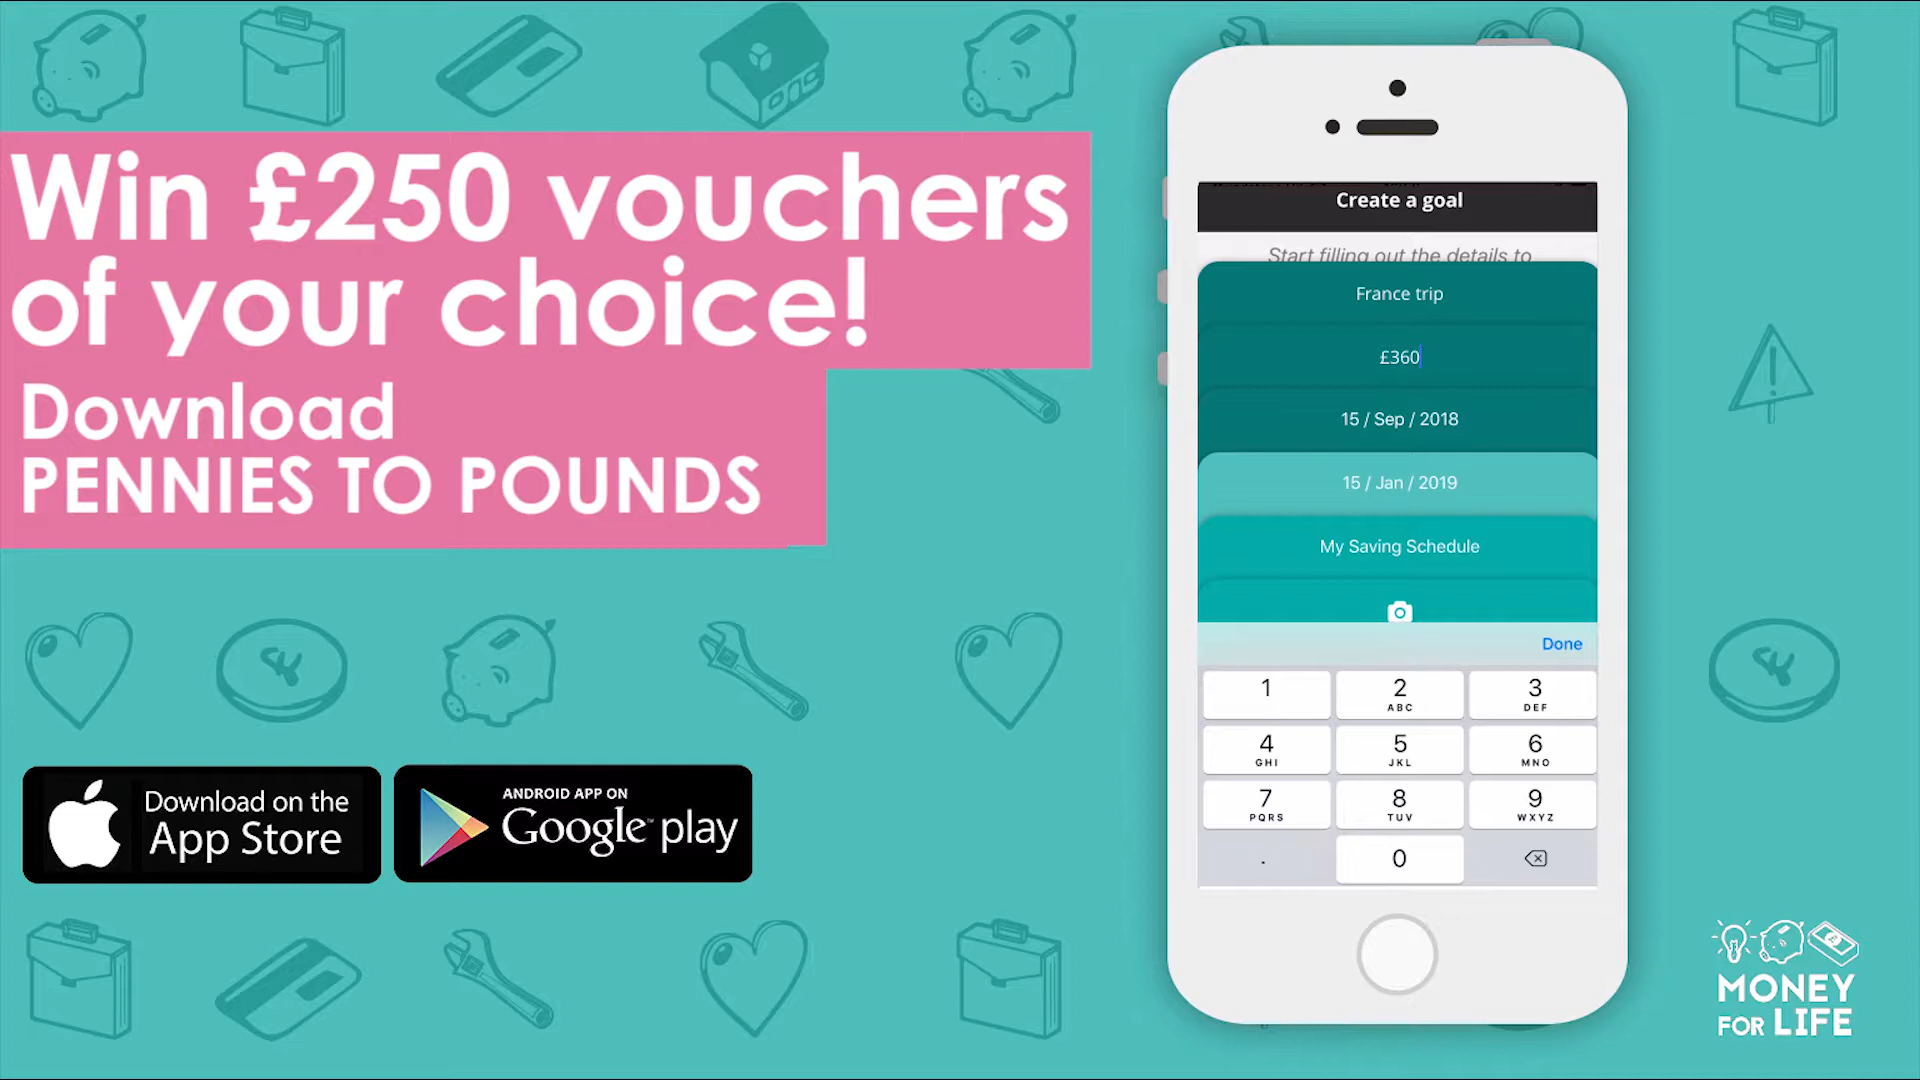 Win £250 vouchers
of your choice!
Download
PENNIES TO POUNDS
Download on the
App Store
ANDROID APP ON
Google play
Create a goal
Start filling out the details to
France trip
£360
15 / Sep / 2018
15 / Jan / 2019
My Saving Schedule
Done
1
2
ABC
3
DEF
4
GHI
5
JKL
6
MNO
7
PQRS
8
TUV
9
WXYZ
.
0
MONEY
FOR LIFE